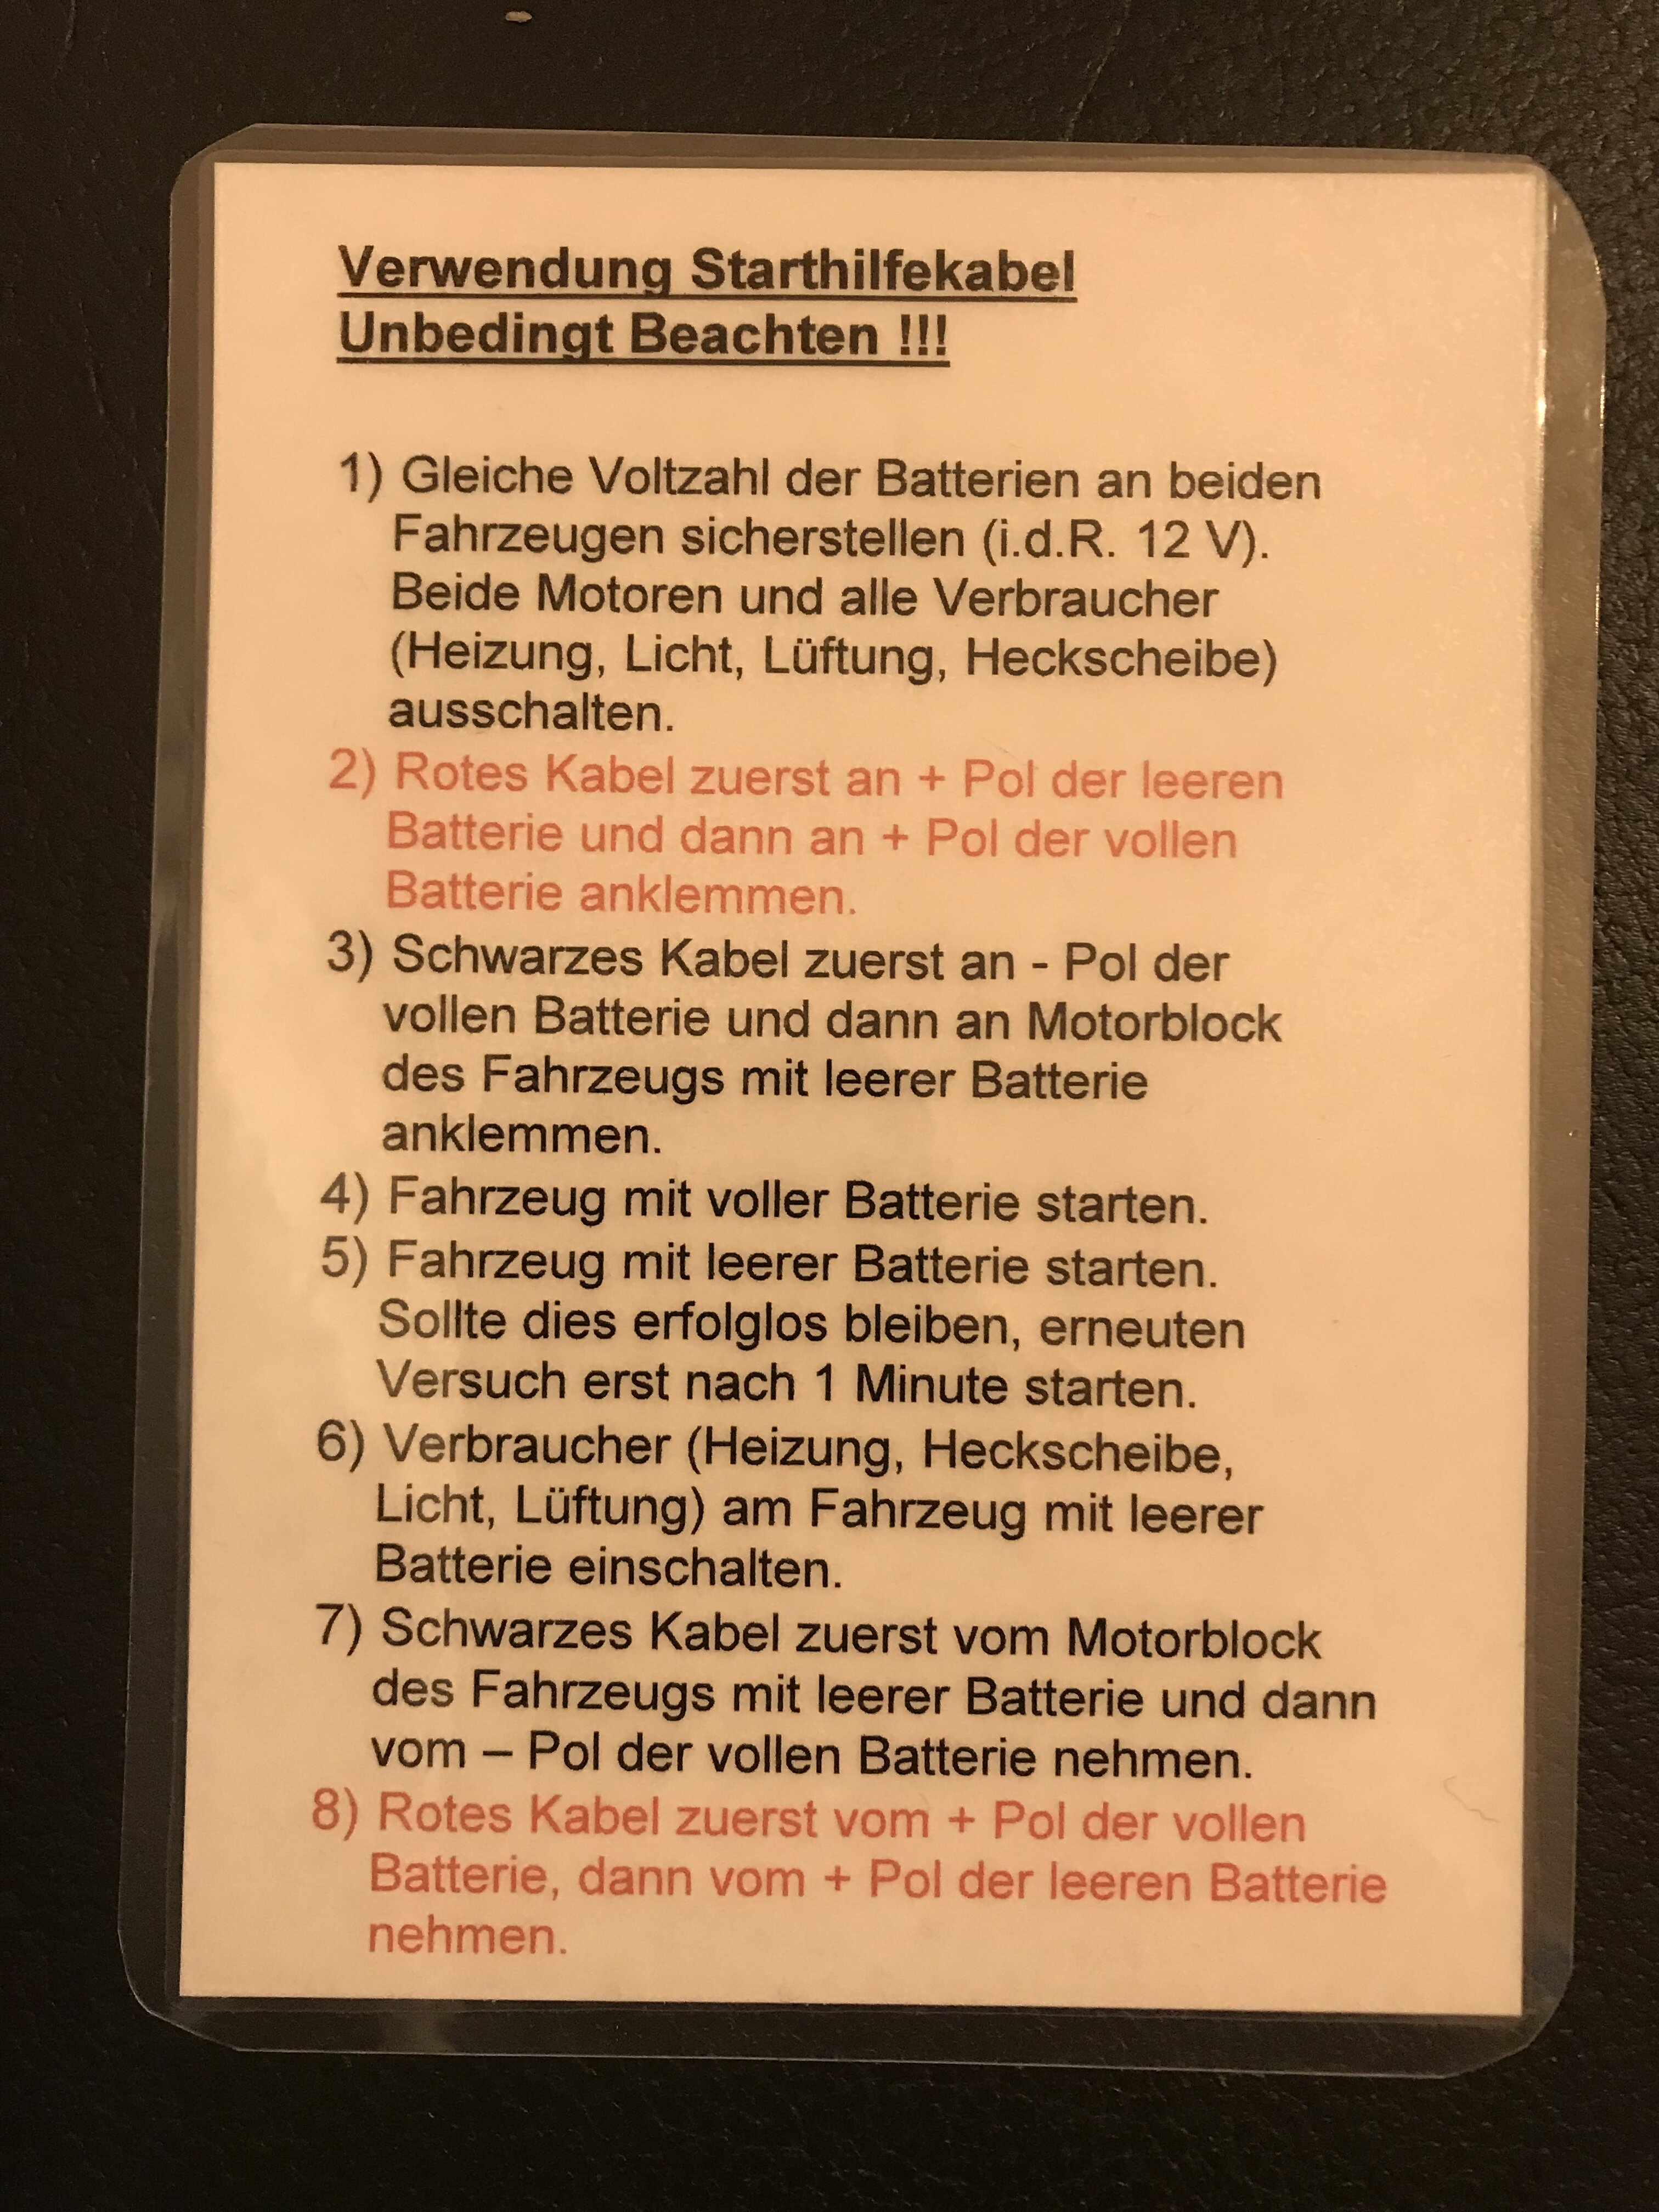 Verwendung Starthilfekabel
Unbedingt Beachten !!!
1) Gleiche Voltzahl der Batterien an beiden
Fahrzeugen sicherstellen (i.d.R. 12 V).
Beide Motoren und alle Verbraucher
(Heizung, Licht, Lüftung, Heckscheibe)
ausschalten.
2) Rotes Kabel zuerst an + Pol der leeren
Batterie und dann an + Pol der vollen
Batterie anklemmen.
3) Schwarzes Kabel zuerst an - Pol der
vollen Batterie und dann an Motorblock
des Fahrzeugs mit leerer Batterie
anklemmen.
4) Fahrzeug mit voller Batterie starten.
5) Fahrzeug mit leerer Batterie starten.
Sollte dies erfolglos bleiben, erneuten
Versuch erst nach 1 Minute starten.
6) Verbraucher (Heizung, Heckscheibe,
Licht, Lüftung) am Fahrzeug mit leerer
Batterie einschalten.
7) Schwarzes Kabel zuerst vom Motorblock
des Fahrzeugs mit leerer Batterie und dann
vom – Pol der vollen Batterie nehmen.
8) Rotes Kabel zuerst vom + Pol der vollen
Batterie, dann vom + Pol der leeren Batterie
nehmen.